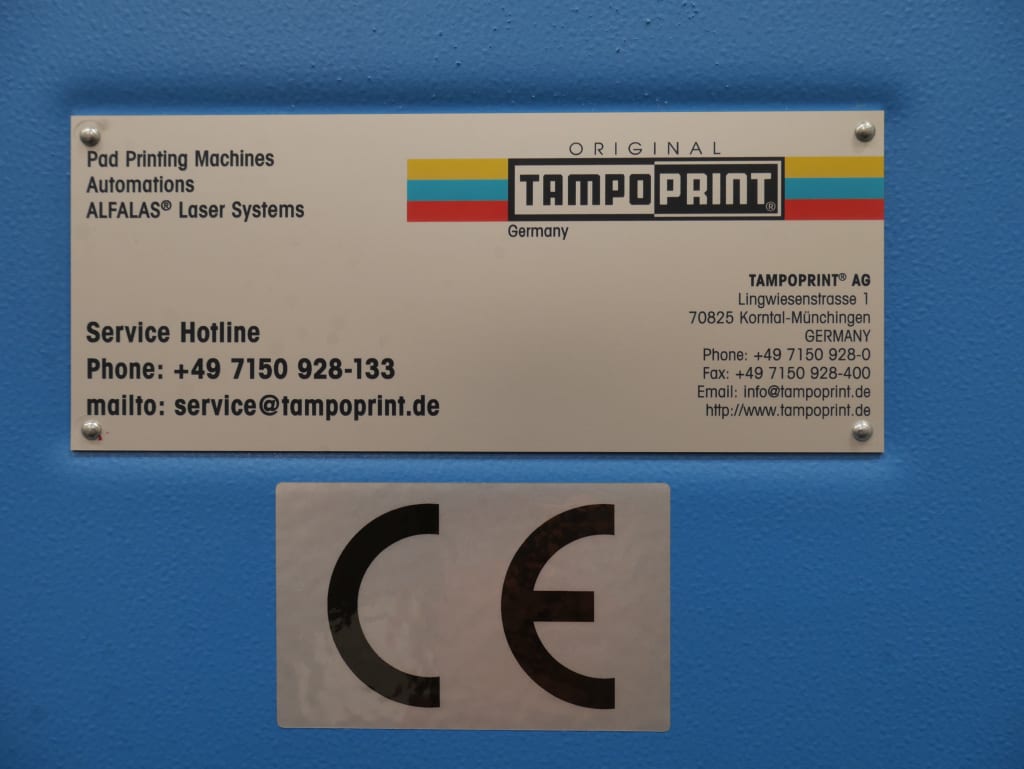 Pad Printing Machines
Automations
ALFALAS® Laser Systems
ORIGINAL
TAMPOPRINT®
Germany
Service Hotline
Phone: +49 7150 928-133
mailto: service@tampoprint.de
TAMPOPRINT® AG
Lingwiesenstrasse 1
70825 Korntal-Münchingen
GERMANY
Phone: +49 7150 928-0
Fax: +49 7150 928-400
Email: info@tampoprint.de
http://www.tampoprint.de
CE